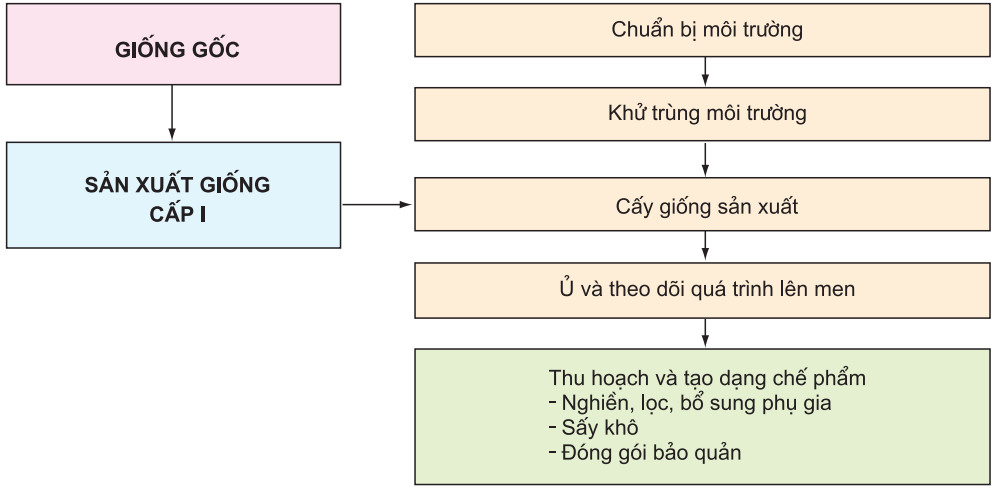 GIỐNG GỐC
SẢN XUẤT GIỐNG
CẤP I
Chuẩn bị môi trường
Khử trùng môi trường
Cấy giống sản xuất
Ủ và theo dõi quá trình lên men
Thu hoạch và tạo dạng chế phẩm
- Nghiền, lọc, bổ sung phụ gia
- Sấy khô
- Đóng gói bảo quản